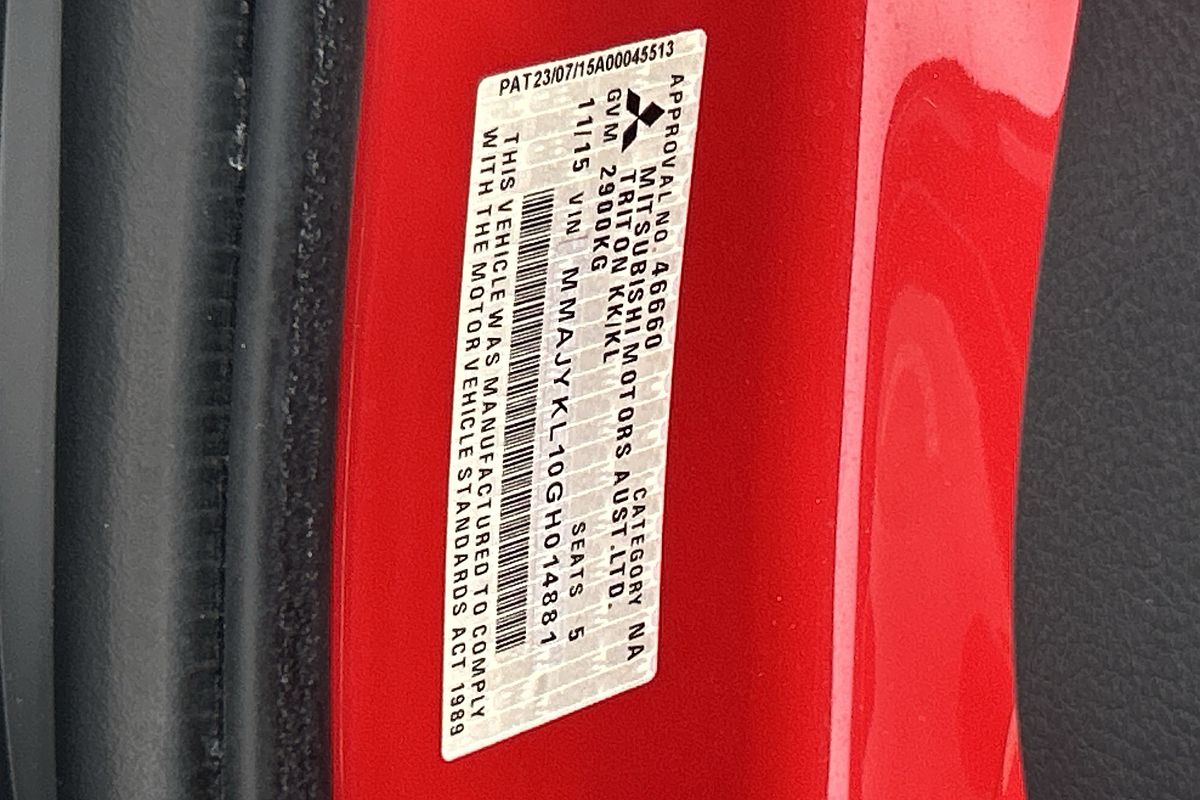 PAT23/07/15A00045513
APPROVAL NO. 46660 CATEGORY NA
MITSUBISHI MOTORS AUST.LTD.
TRITON KK/KL
GVM 2900KG SEATS 5
11/15 VIN MMAJYKL10GH014881
THIS VEHICLE WAS MANUFACTURED TO COMPLY
WITH THE MOTOR VEHICLE STANDARDS ACT 1989